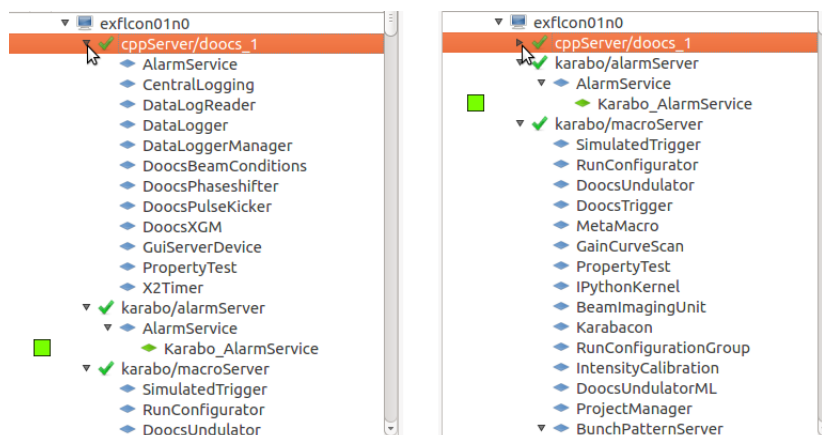 exflcon01n0
cppServer/doocs_1
AlarmService
CentralLogging
DataLogReader
DataLogger
DataLoggerManager
DoocsBeamConditions
DoocsPhaseshifter
DoocsPulseKicker
DoocsXGM
GuiServerDevice
PropertyTest
X2Timer
karabo/alarmServer
AlarmService
Karabo_AlarmService
karabo/macroServer
SimulatedTrigger
RunConfigurator
DoocsUndulator
exflcon01n0
cppServer/doocs_1
karabo/alarmServer
AlarmService
Karabo_AlarmService
karabo/macroServer
SimulatedTrigger
RunConfigurator
DoocsUndulator
DoocsTrigger
MetaMacro
GainCurveScan
PropertyTest
IPythonKernel
BeamImagingUnit
Karabacon
RunConfigurationGroup
IntensityCalibration
DoocsUndulatorML
ProjectManager
BunchPatternServer